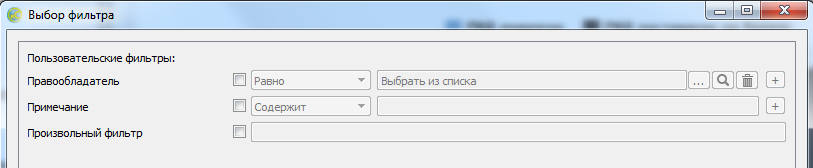 Выбор фильтра
Пользовательские фильтры:
Правообладатель Равно Выбрать из списка ... +
Примечание Содержит +
Произвольный фильтр